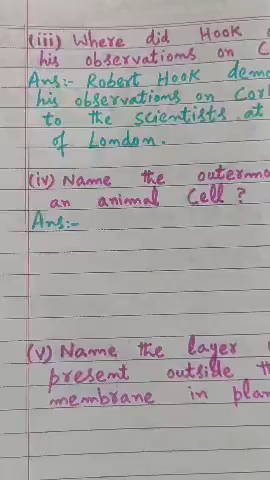 (iii) Where did Hook
his observations on
Ans:- Robert Hook
his observations on
to the scientists at
of London.
(iv) Name the
an animal Cell?
Ans:-
(v) Name the layer
present outside
membrane in